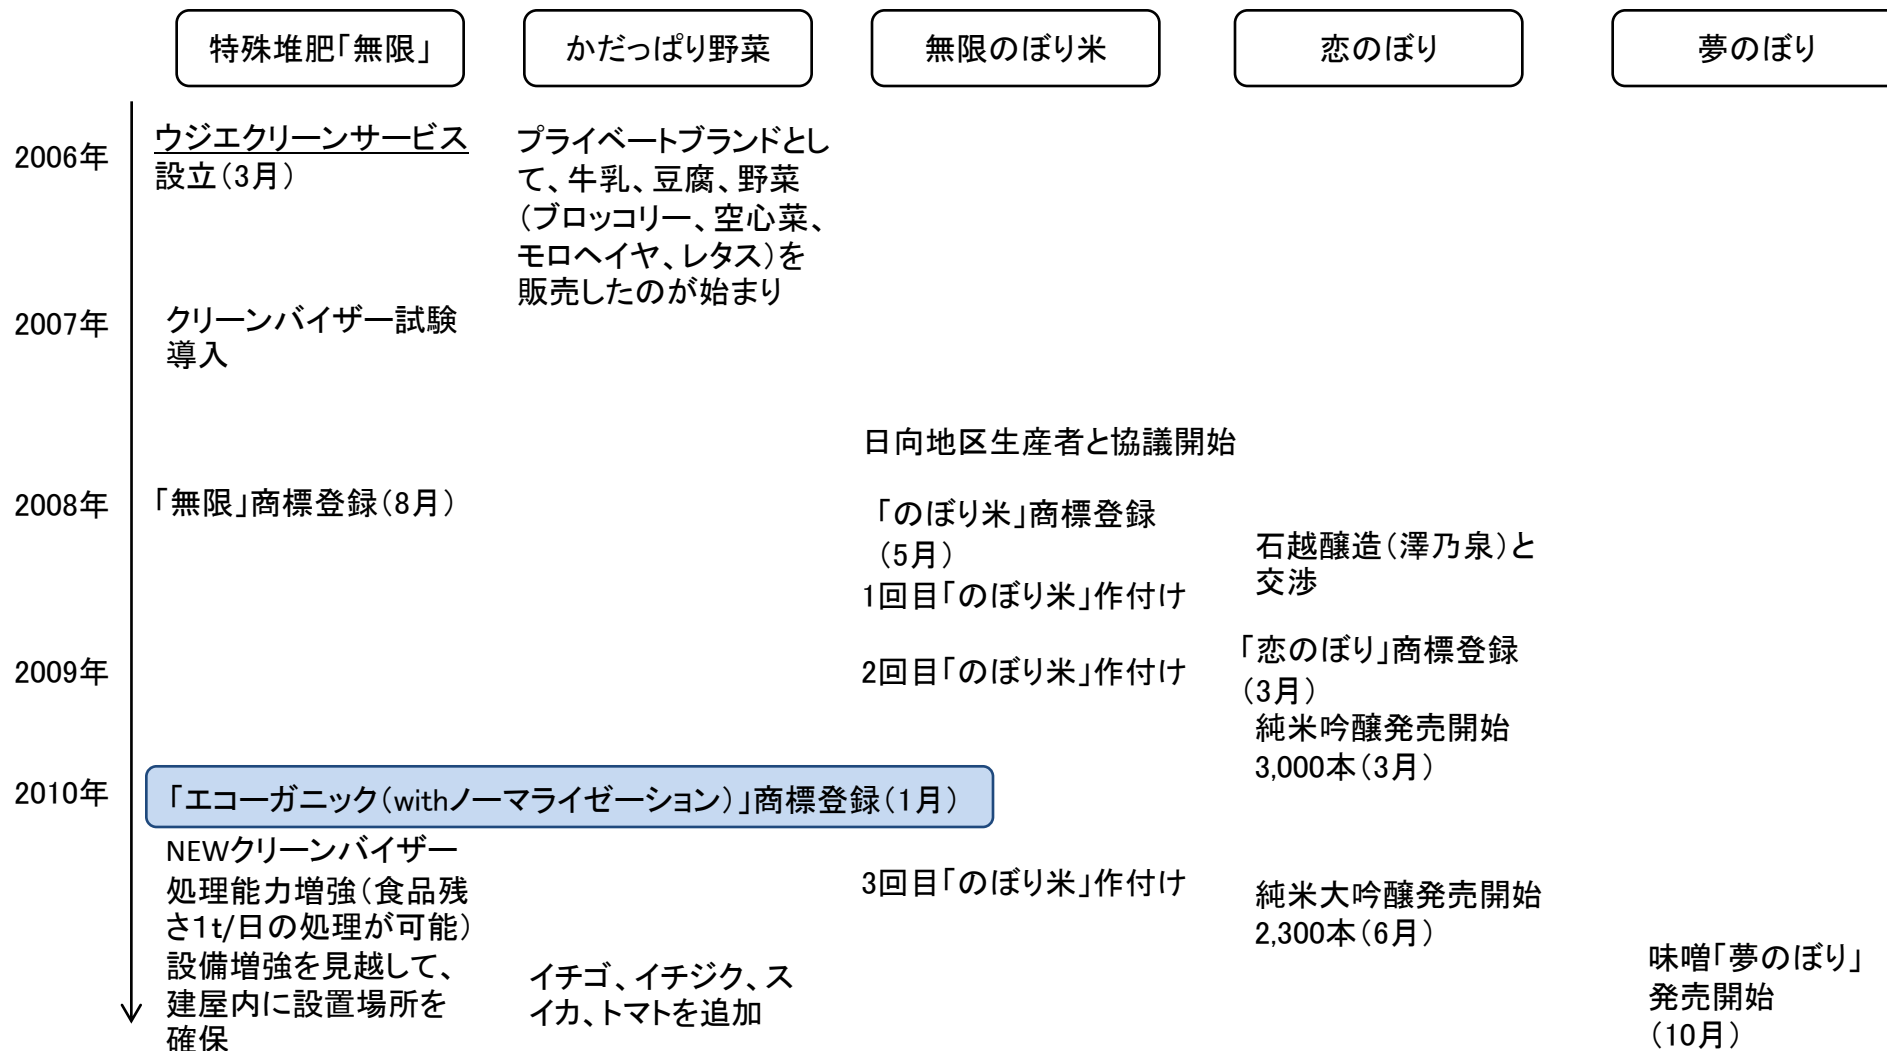 特殊堆肥「無限」
かだっぱり野菜
無限のぼり米
恋のぼり
夢のぼり
2006年
ウジエクリーンサービス
設立(3月)
プライベートブランドとし
て、牛乳、豆腐、野菜
(ブロッコリー、空心菜、
モロヘイヤ、レタス)を
販売したのが始まり
2007年
クリーンバイザー試験
導入
日向地区生産者と協議開始
2008年
「無限」商標登録(8月)
「のぼり米」商標登録
(5月)
1回目「のぼり米」作付け
石越醸造(澤乃泉)と
交渉
2009年
2回目「のぼり米」作付け
「恋のぼり」商標登録
(3月)
純米吟醸発売開始
3,000本(3月)
2010年
「エコーガニック(withノーマライゼーション)」商標登録(1月)
NEWクリーンバイザー
処理能力増強(食品残
さ1t/日の処理が可能)
設備増強を見越して、
建屋内に設置場所を
確保
イチゴ、イチジク、ス
イカ、トマトを追加
3回目「のぼり米」作付け
純米大吟醸発売開始
2,300本(6月)
味噌「夢のぼり」
発売開始
(10月)